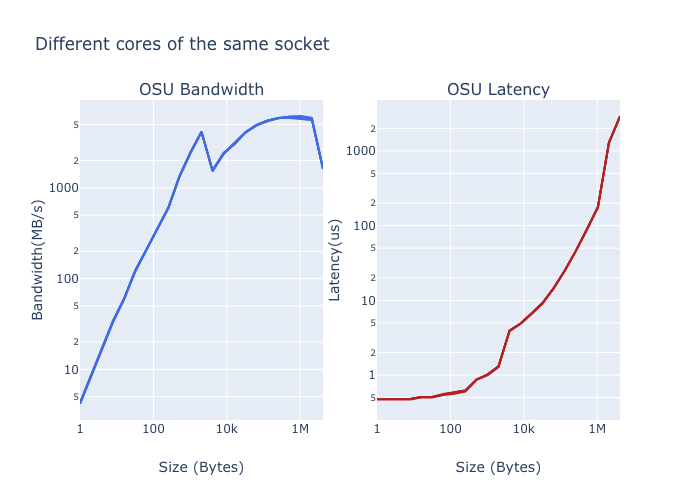 Different cores of the same socket
OSU Bandwidth
OSU Latency
Bandwidth(MB/s)
5
2
1000
5
2
100
5
2
10
5
1
100
10k
1M
Size (Bytes)
Latency(us)
2
1000
5
2
100
5
2
10
5
2
1
5
1
100
10k
1M
Size (Bytes)